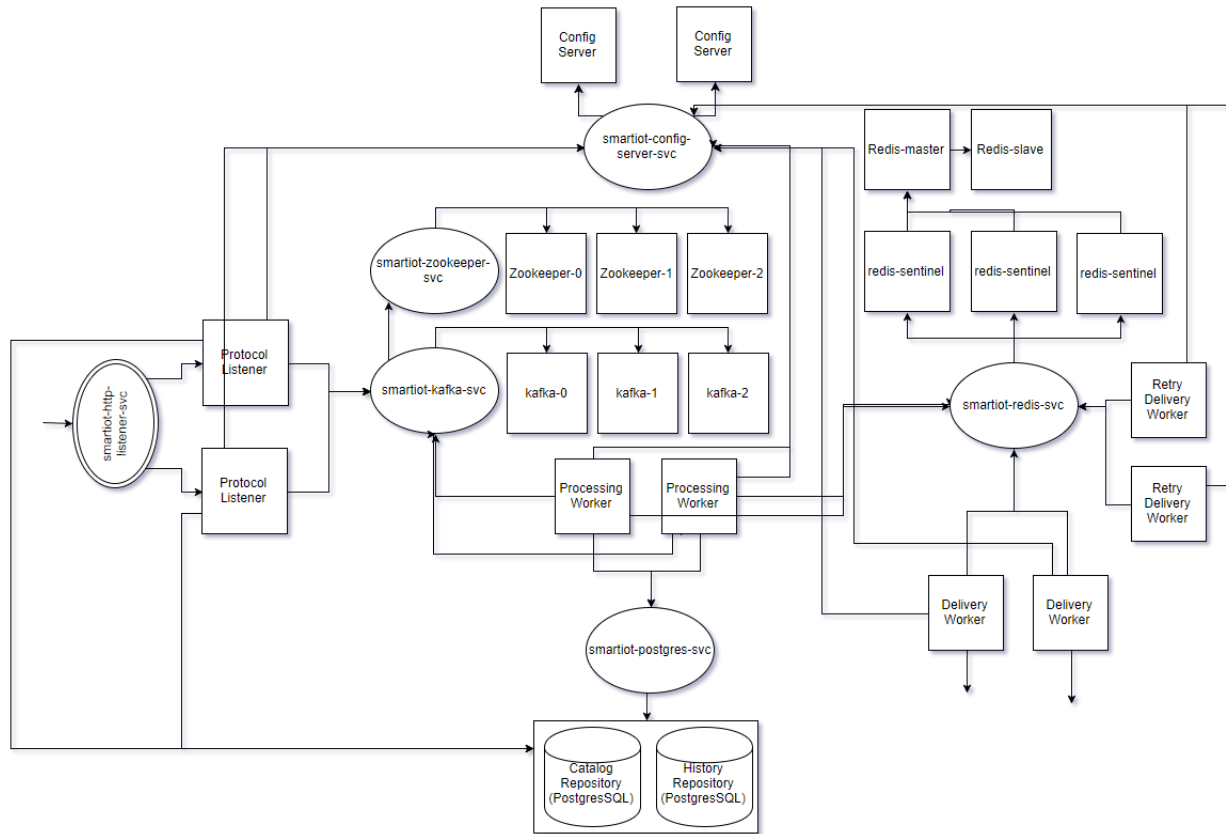 Config
Server
Config
Server
smartiot-config-
server-svc
Redis-master
Redis-slave
smartiot-zookeeper-
svc
Zookeeper-0
Zookeeper-1
Zookeeper-2
redis-sentinel
redis-sentinel
redis-sentinel
Protocol
Listener
smartiot-http-
listener-svc
smartiot-kafka-svc
kafka-0
kafka-1
kafka-2
smartiot-redis-svc
Retry
Delivery
Worker
Protocol
Listener
Processing
Worker
Processing
Worker
Retry
Delivery
Worker
Delivery
Worker
Delivery
Worker
smartiot-postgres-svc
Catalog
Repository
(PostgresSQL)
History
Repository
(PostgresSQL)